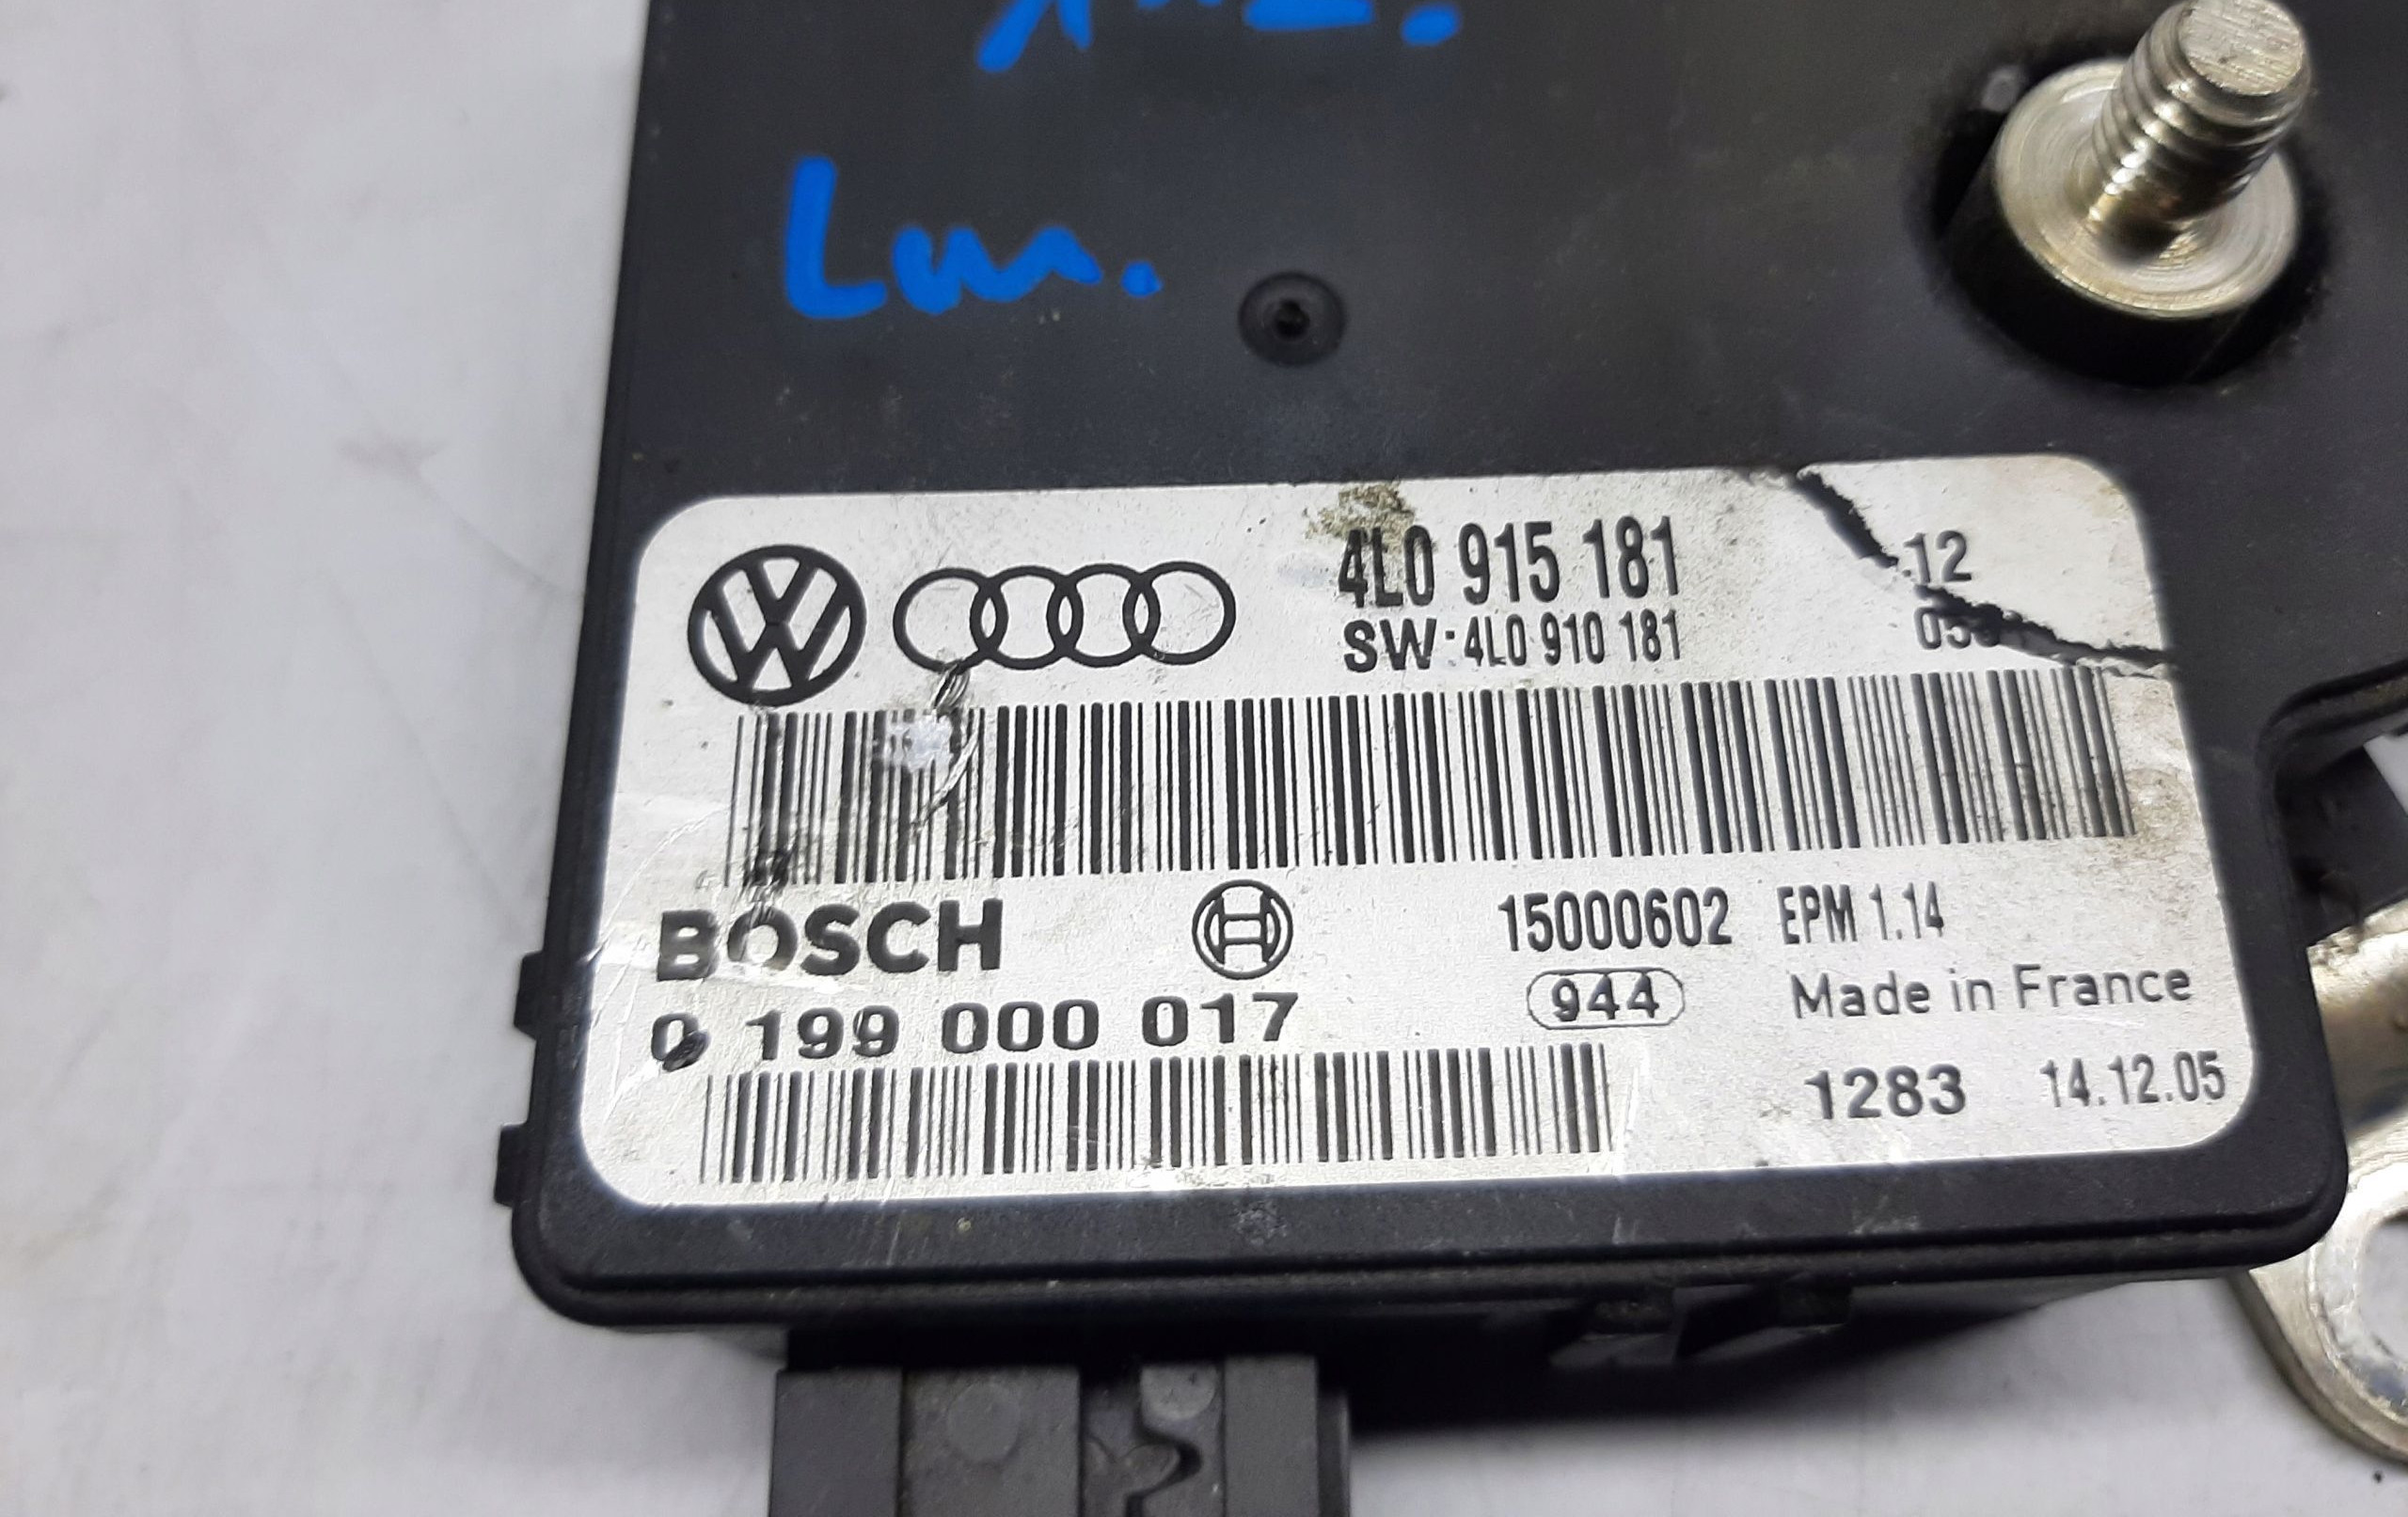 Lm.
4L0 915 181 12
SW: 4L0 910 181
BOSCH 15000602 EPM 1.14
944 Made in France
0 199 000 017
1283 14.12.05